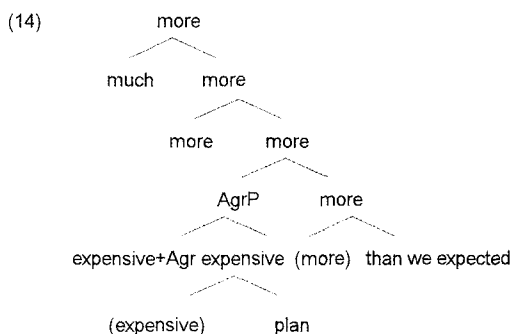 (14) more
much more
more more
AgrP more
expensive+Agr expensive (more) than we expected
(expensive) plan